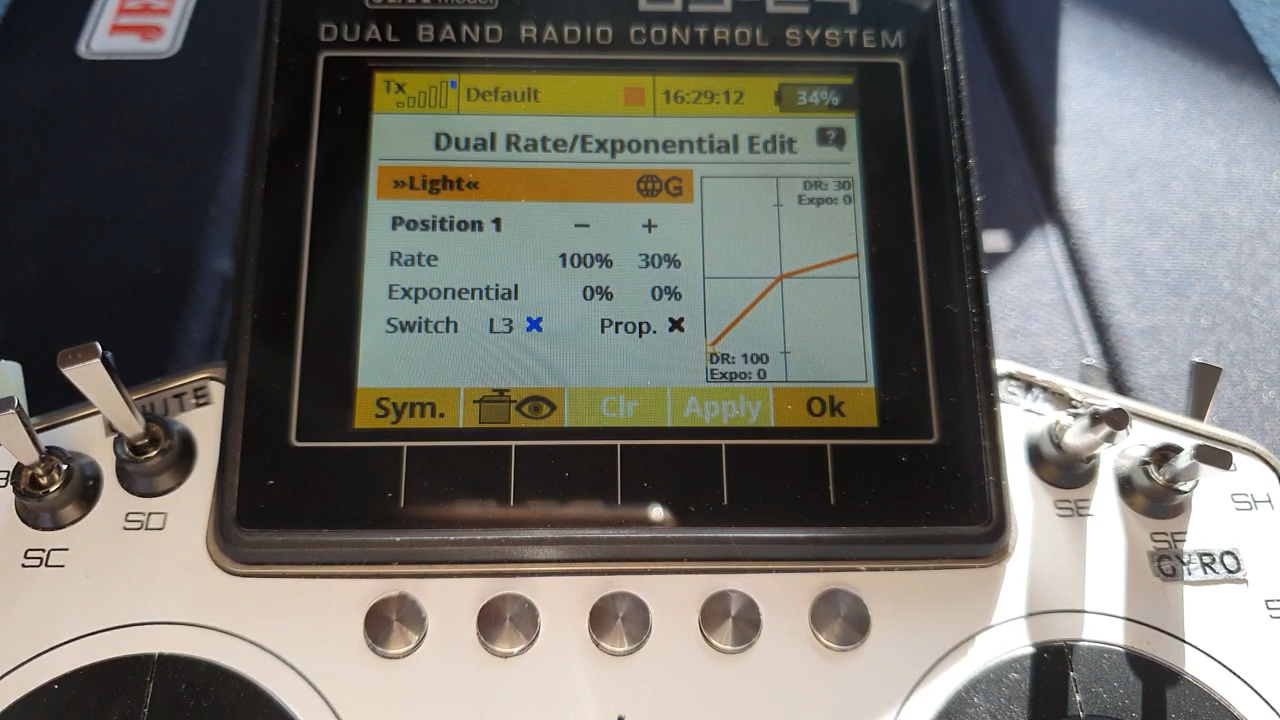 DUAL BAND RADIO CONTROL SYSTEM
Tx Default 16:29:12 34%
Dual Rate/Exponential Edit ?
»Light« G
DR: 30
Expo: 0
Position 1 − +
Rate 100% 30%
Exponential 0% 0%
Switch L3 Prop.
DR: 100
Expo: 0
Sym. Clr Apply Ok
SD
SC
SE
SH
SF
GYRO